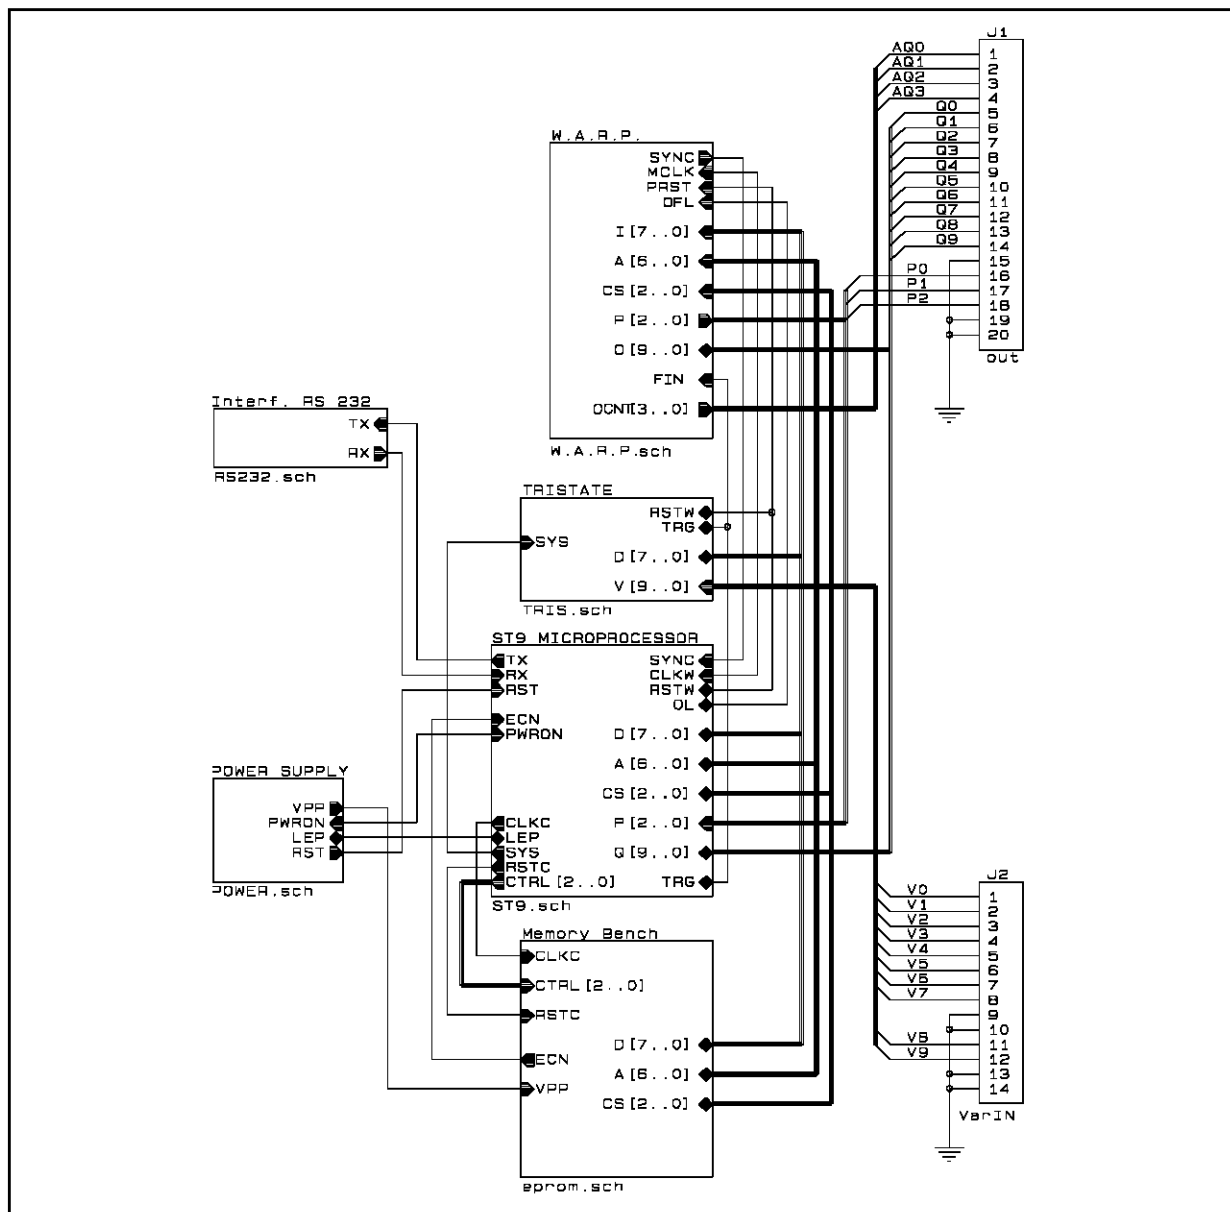 W.A.R.P.
SYNC
MCLK
PRST
OFL
I[7..0]
A[6..0]
CS[2..0]
P[2..0]
O[9..0]
FIN
OCNT[3..0]
W.A.R.P.sch
J1
AQ0 1
AQ1 2
AQ2 3
AQ3 4
Q0 5
Q1 6
Q2 7
Q3 8
Q4 9
Q5 10
Q6 11
Q7 12
Q8 13
Q9 14
15
P0 16
P1 17
P2 18
19
20
out
Interf. RS 232
TX
RX
RS232.sch
TRISTATE
RSTW
TRG
SYS
D[7..0]
V[9..0]
TRIS.sch
ST9 MICROPROCESSOR
TX SYNC
RX CLKW
RST RSTW
OL
ECN
PWRON D[7..0]
A[6..0]
CS[2..0]
CLKC P[2..0]
LEP
SYS Q[9..0]
RSTC
CTRL[2..0] TRG
ST9.sch
POWER SUPPLY
VPP
PWRON
LEP
RST
POWER.sch
Memory Bench
CLKC
CTRL[2..0]
RSTC
D[7..0]
ECN
A[6..0]
VPP
CS[2..0]
eprom.sch
J2
V0 1
V1 2
V2 3
V3 4
V4 5
V5 6
V6 7
V7 8
9
10
V8 11
V9 12
13
14
VarIN